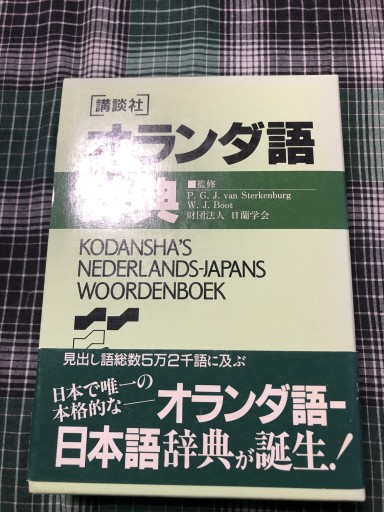 [講談社]
オランダ語
辞典
■監修
P. G. J. van Sterkenburg
W. J. Boot
財団法人 日蘭学会
KODANSHA'S
NEDERLANDS-JAPANS
WOORDENBOEK
見出し語総数5万2千語に及ぶ
日本で唯一の
本格的な——オランダ語-
日本語辞典が誕生!